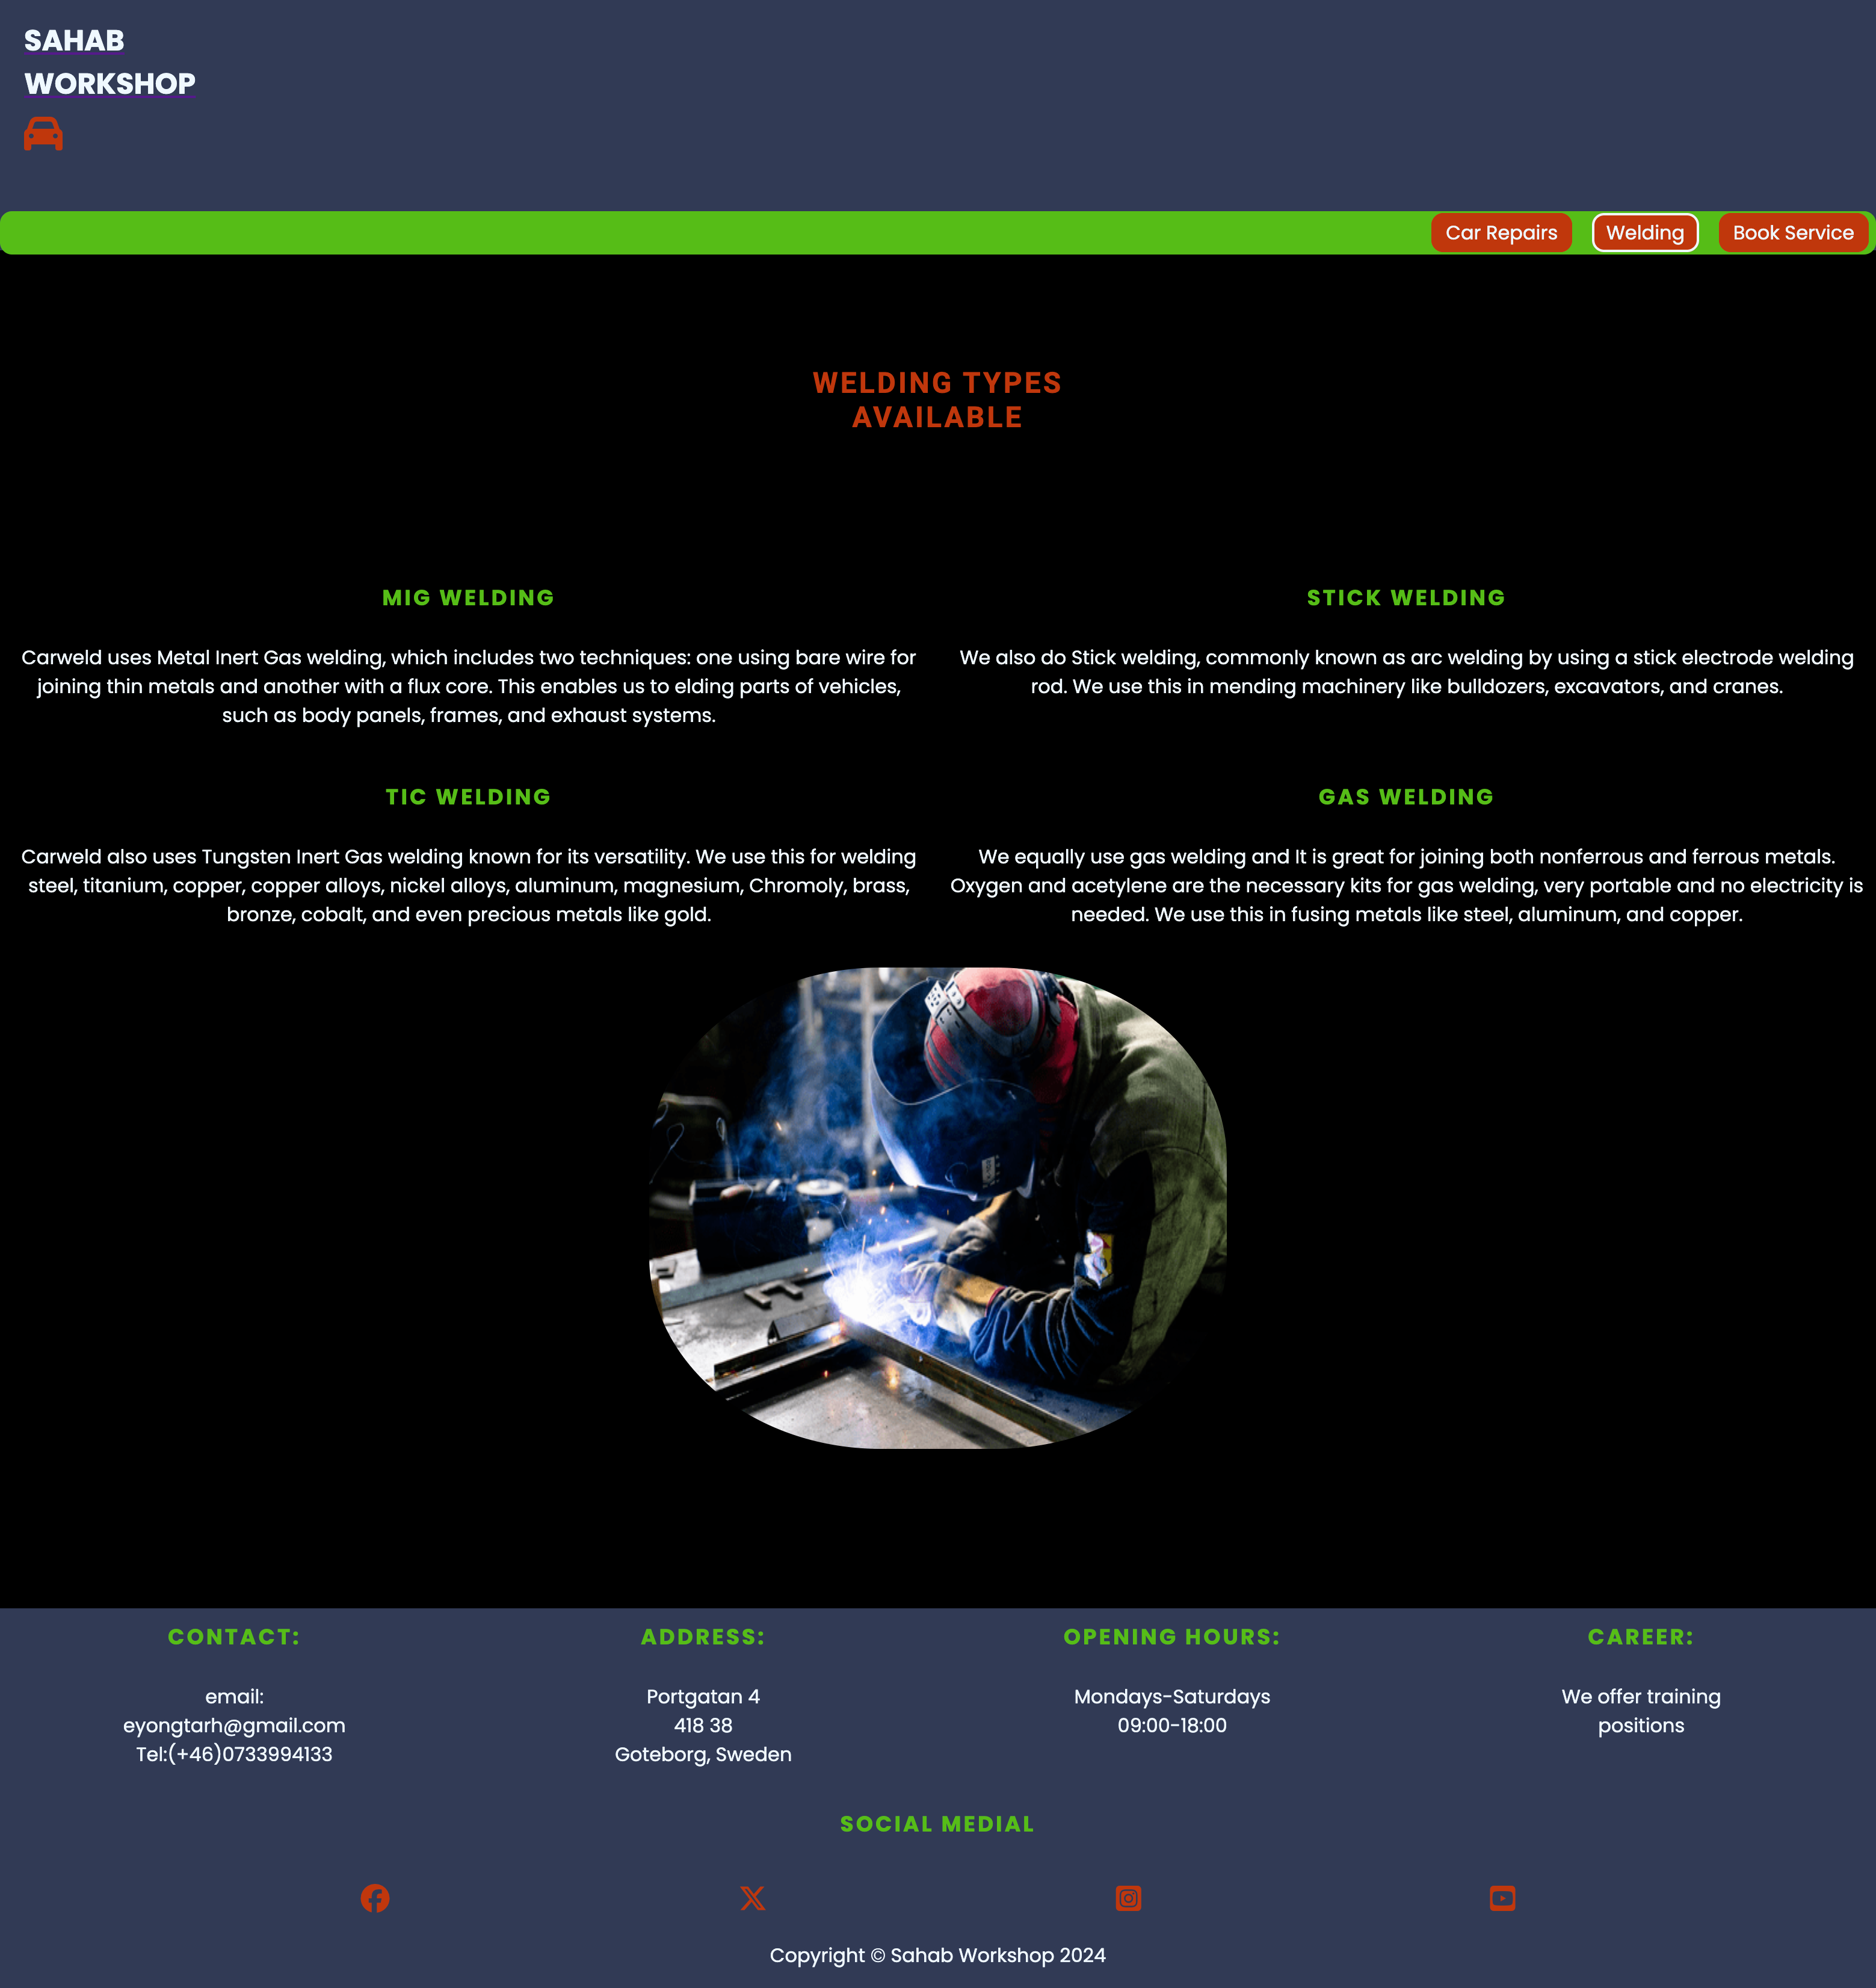 SAHAB
WORKSHOP
Car Repairs
Welding
Book Service
WELDING TYPES
AVAILABLE
MIG WELDING
Carweld uses Metal Inert Gas welding, which includes two techniques: one using bare wire for
joining thin metals and another with a flux core. This enables us to elding parts of vehicles,
such as body panels, frames, and exhaust systems.
STICK WELDING
We also do Stick welding, commonly known as arc welding by using a stick electrode welding
rod. We use this in mending machinery like bulldozers, excavators, and cranes.
TIC WELDING
Carweld also uses Tungsten Inert Gas welding known for its versatility. We use this for welding
steel, titanium, copper, copper alloys, nickel alloys, aluminum, magnesium, Chromoly, brass,
bronze, cobalt, and even precious metals like gold.
GAS WELDING
We equally use gas welding and It is great for joining both nonferrous and ferrous metals.
Oxygen and acetylene are the necessary kits for gas welding, very portable and no electricity is
needed. We use this in fusing metals like steel, aluminum, and copper.
CONTACT:
email:
eyongtarh@gmail.com
Tel:(+46)0733994133
ADDRESS:
Portgatan 4
418 38
Goteborg, Sweden
OPENING HOURS:
Mondays-Saturdays
09:00-18:00
CAREER:
We offer training
positions
SOCIAL MEDIAL
Copyright © Sahab Workshop 2024